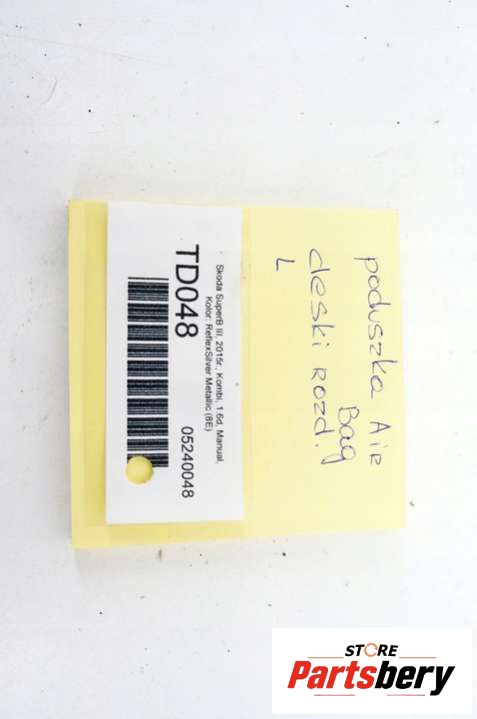 poduszka Air
Bag
deski rozd.
L
Skoda SuperB III, 2015r., Kombi, 1.6d, Manual,
Kolor: ReflexSilver Metallic (8E)
TD048
05240048
STORE
Partsbery